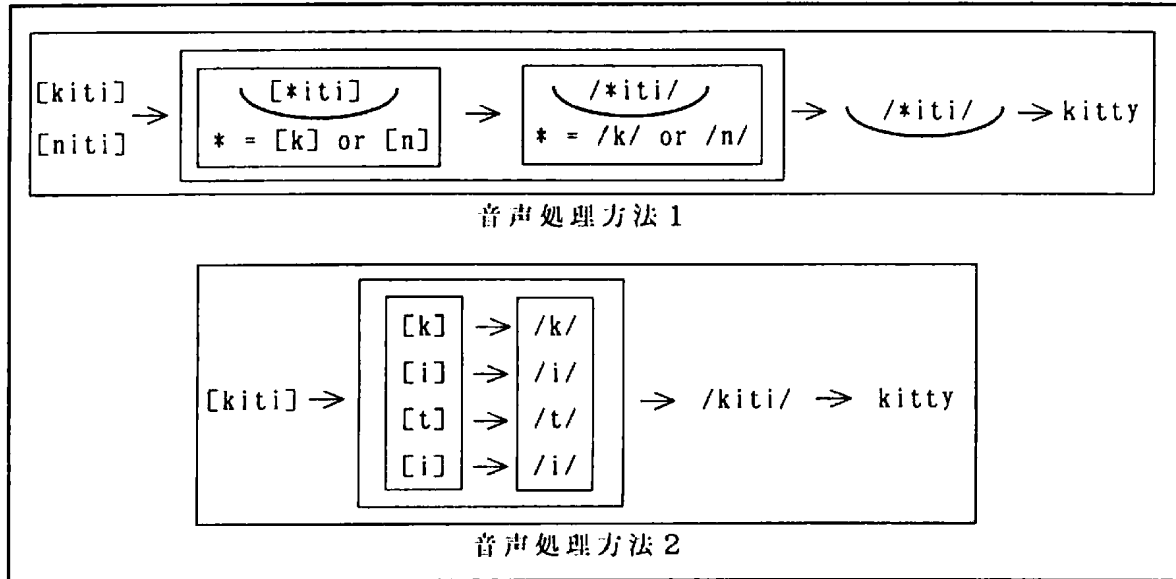 [kiti]
[niti]
→
[*iti]
* = [k] or [n]
→
/*iti/
* = /k/ or /n/
→ /*iti/ → kitty
音声処理方法1
[k] → /k/
[i] → /i/
[kiti] → [t] → /t/ → /kiti/ → kitty
[i] → /i/
音声処理方法2